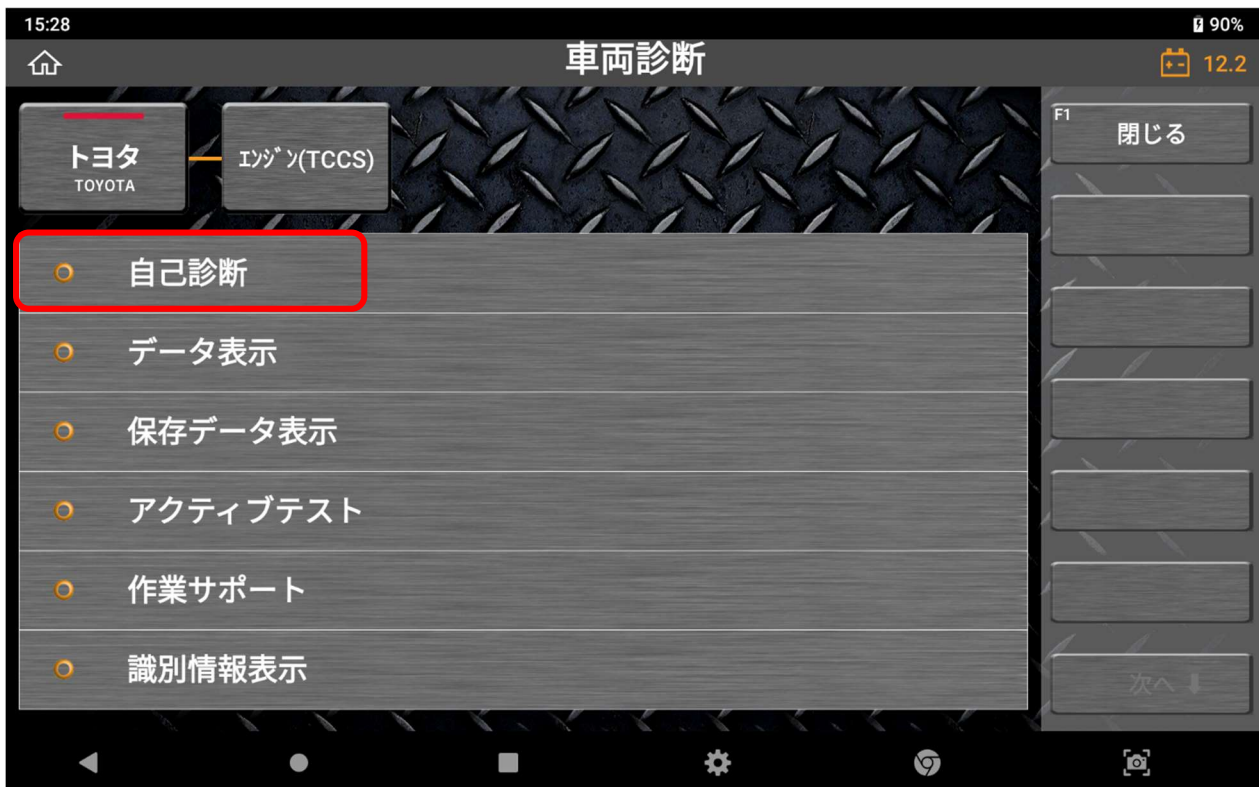 15:28
90%
車両診断
12.2
トヨタ
TOYOTA
ｴﾝｼﾞﾝ(TCCS)
F1
閉じる
自己診断
データ表示
保存データ表示
アクティブテスト
作業サポート
識別情報表示
次へ ⬇